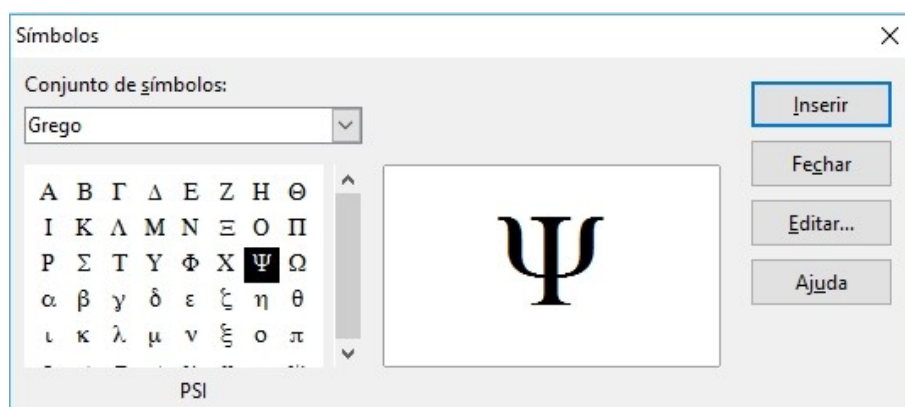 Símbolos
Conjunto de símbolos:
Grego
Α Β Γ Δ Ε Ζ Η Θ
Ι Κ Λ Μ Ν Ξ Ο Π
Ρ Σ Τ Υ Φ Χ Ψ Ω
α β γ δ ε ζ η θ
ι κ λ μ ν ξ ο π
PSI
Ψ
Inserir
Fechar
Editar...
Ajuda